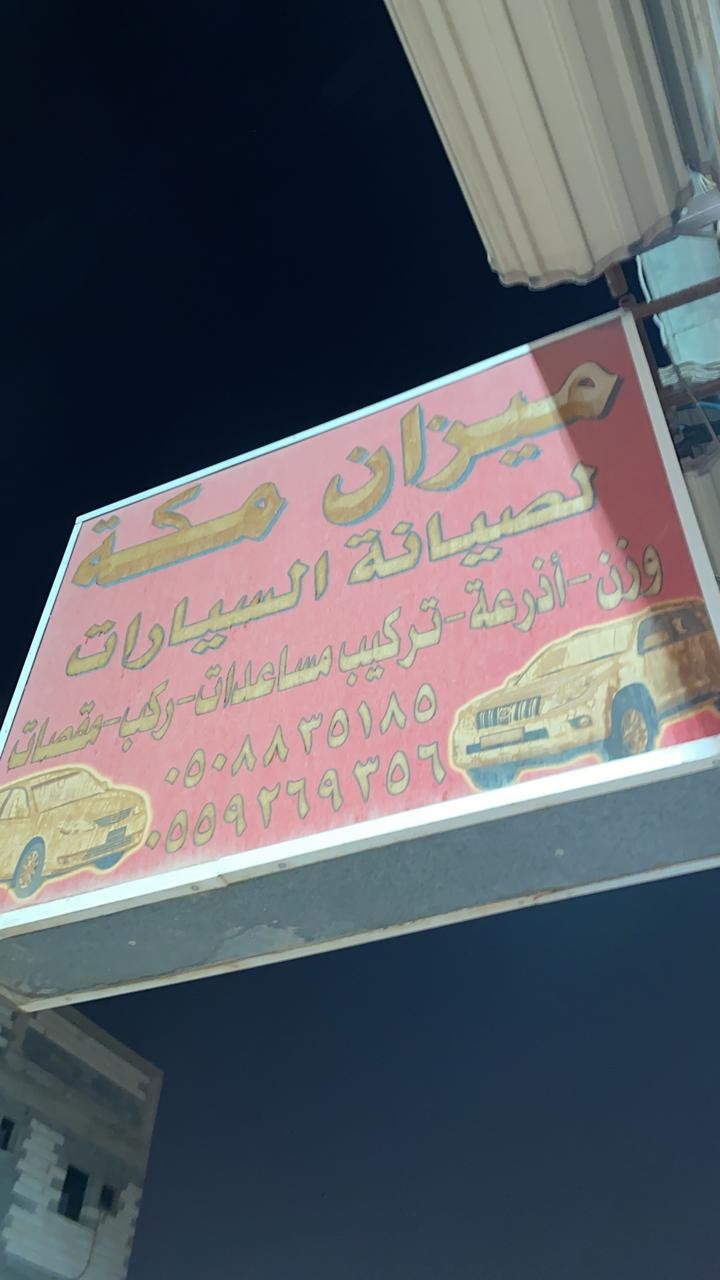 ميزان مكة
لصيانة السيارات
وزن-أذرعة-تركيب مساعدات-ركب-مقصات
٠٥٠٨٨٣٥١٨٥
٠٥٥٩٢٦٩٣٥٦